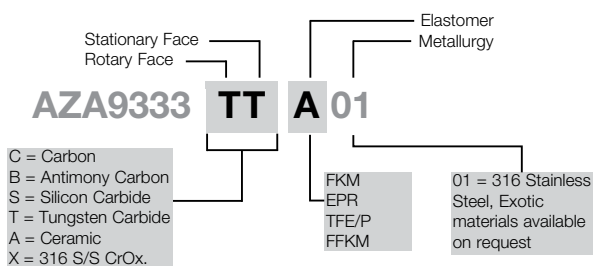 Elastomer
Stationary Face
Metallurgy
Rotary Face
AZA9333 TT A 01
C = Carbon
B = Antimony Carbon
S = Silicon Carbide
T = Tungsten Carbide
A = Ceramic
X = 316 S/S CrOx.
FKM
EPR
TFE/P
FFKM
01 = 316 Stainless
Steel, Exotic
materials available
on request